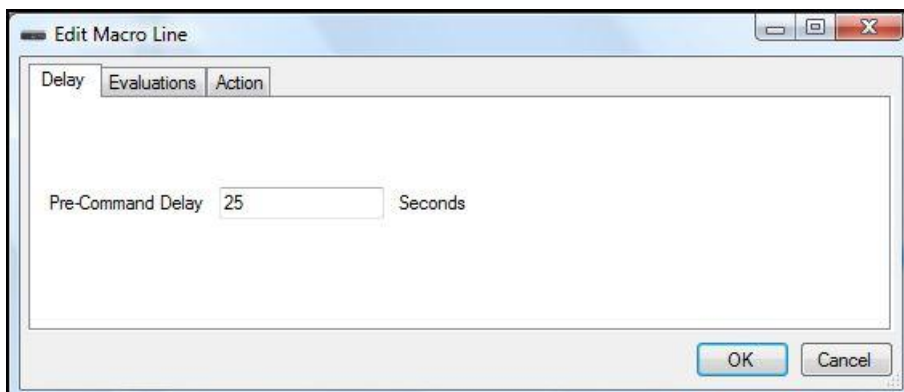 Edit Macro Line
Delay Evaluations Action
Pre-Command Delay 25 Seconds
OK Cancel